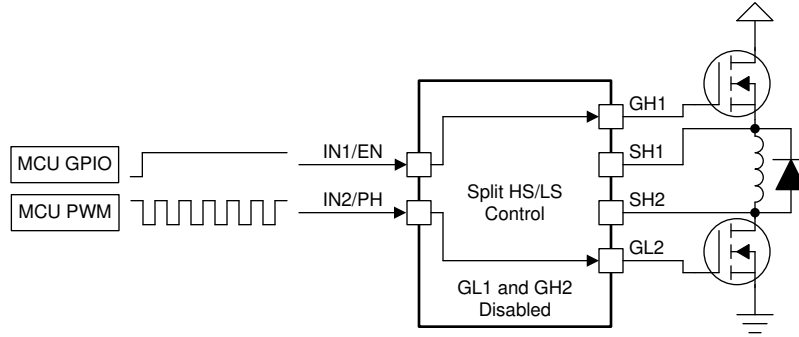 GH1
MCU GPIO
IN1/EN
SH1
MCU PWM
IN2/PH
Split HS/LS
Control
SH2
GL2
GL1 and GH2
Disabled